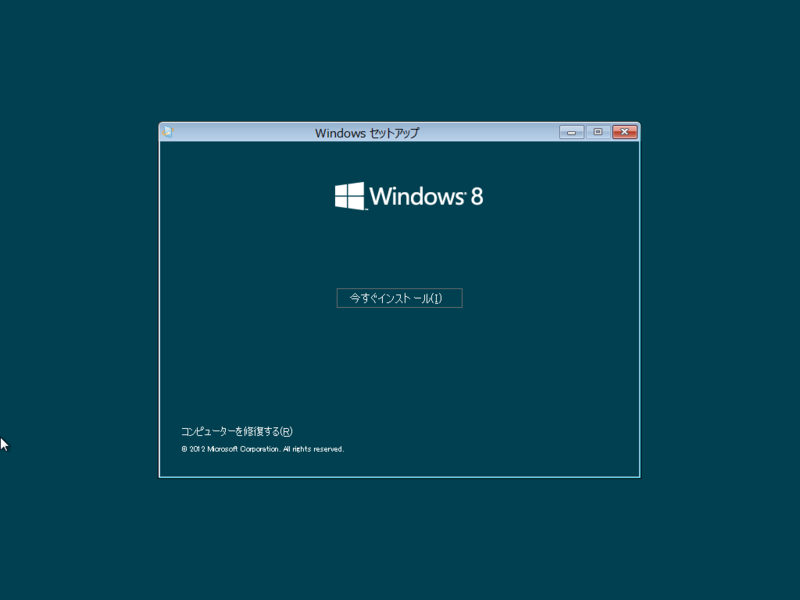 Windows セットアップ
Windows 8
今すぐインストール(I)
コンピューターを修復する(R)
© 2012 Microsoft Corporation. All rights reserved.